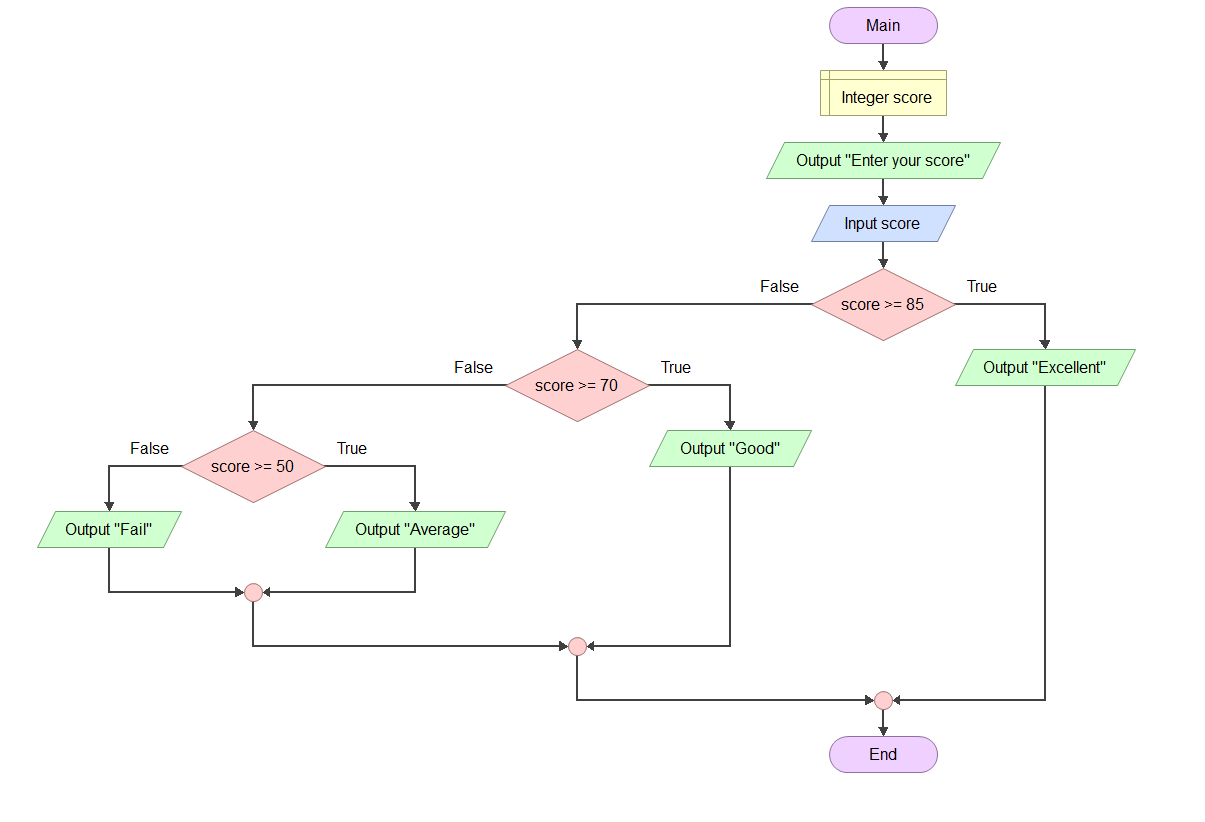 Main
Integer score
Output "Enter your score"
Input score
False
True
score >= 85
False
True
Output "Excellent"
score >= 70
False
True
Output "Good"
score >= 50
Output "Fail"
Output "Average"
End